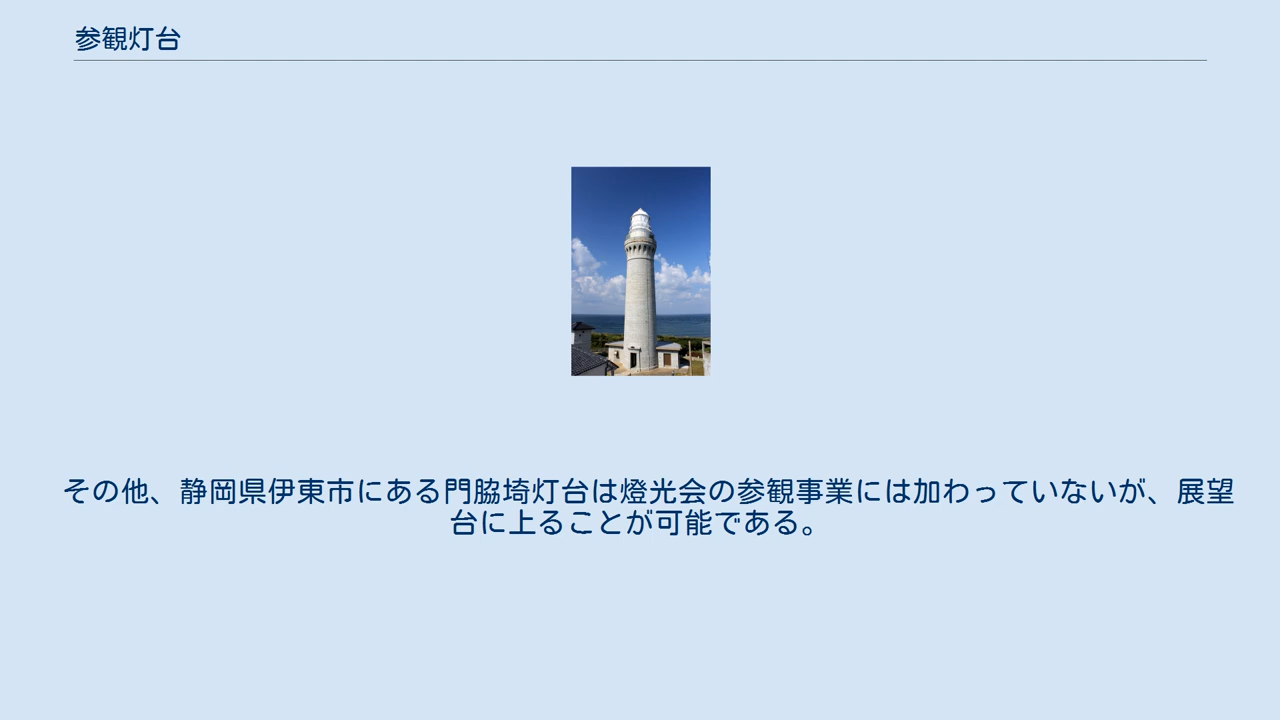 参観灯台
その他、静岡県伊東市にある門脇埼灯台は燈光会の参観事業には加わっていないが、展望
台に上ることが可能である。